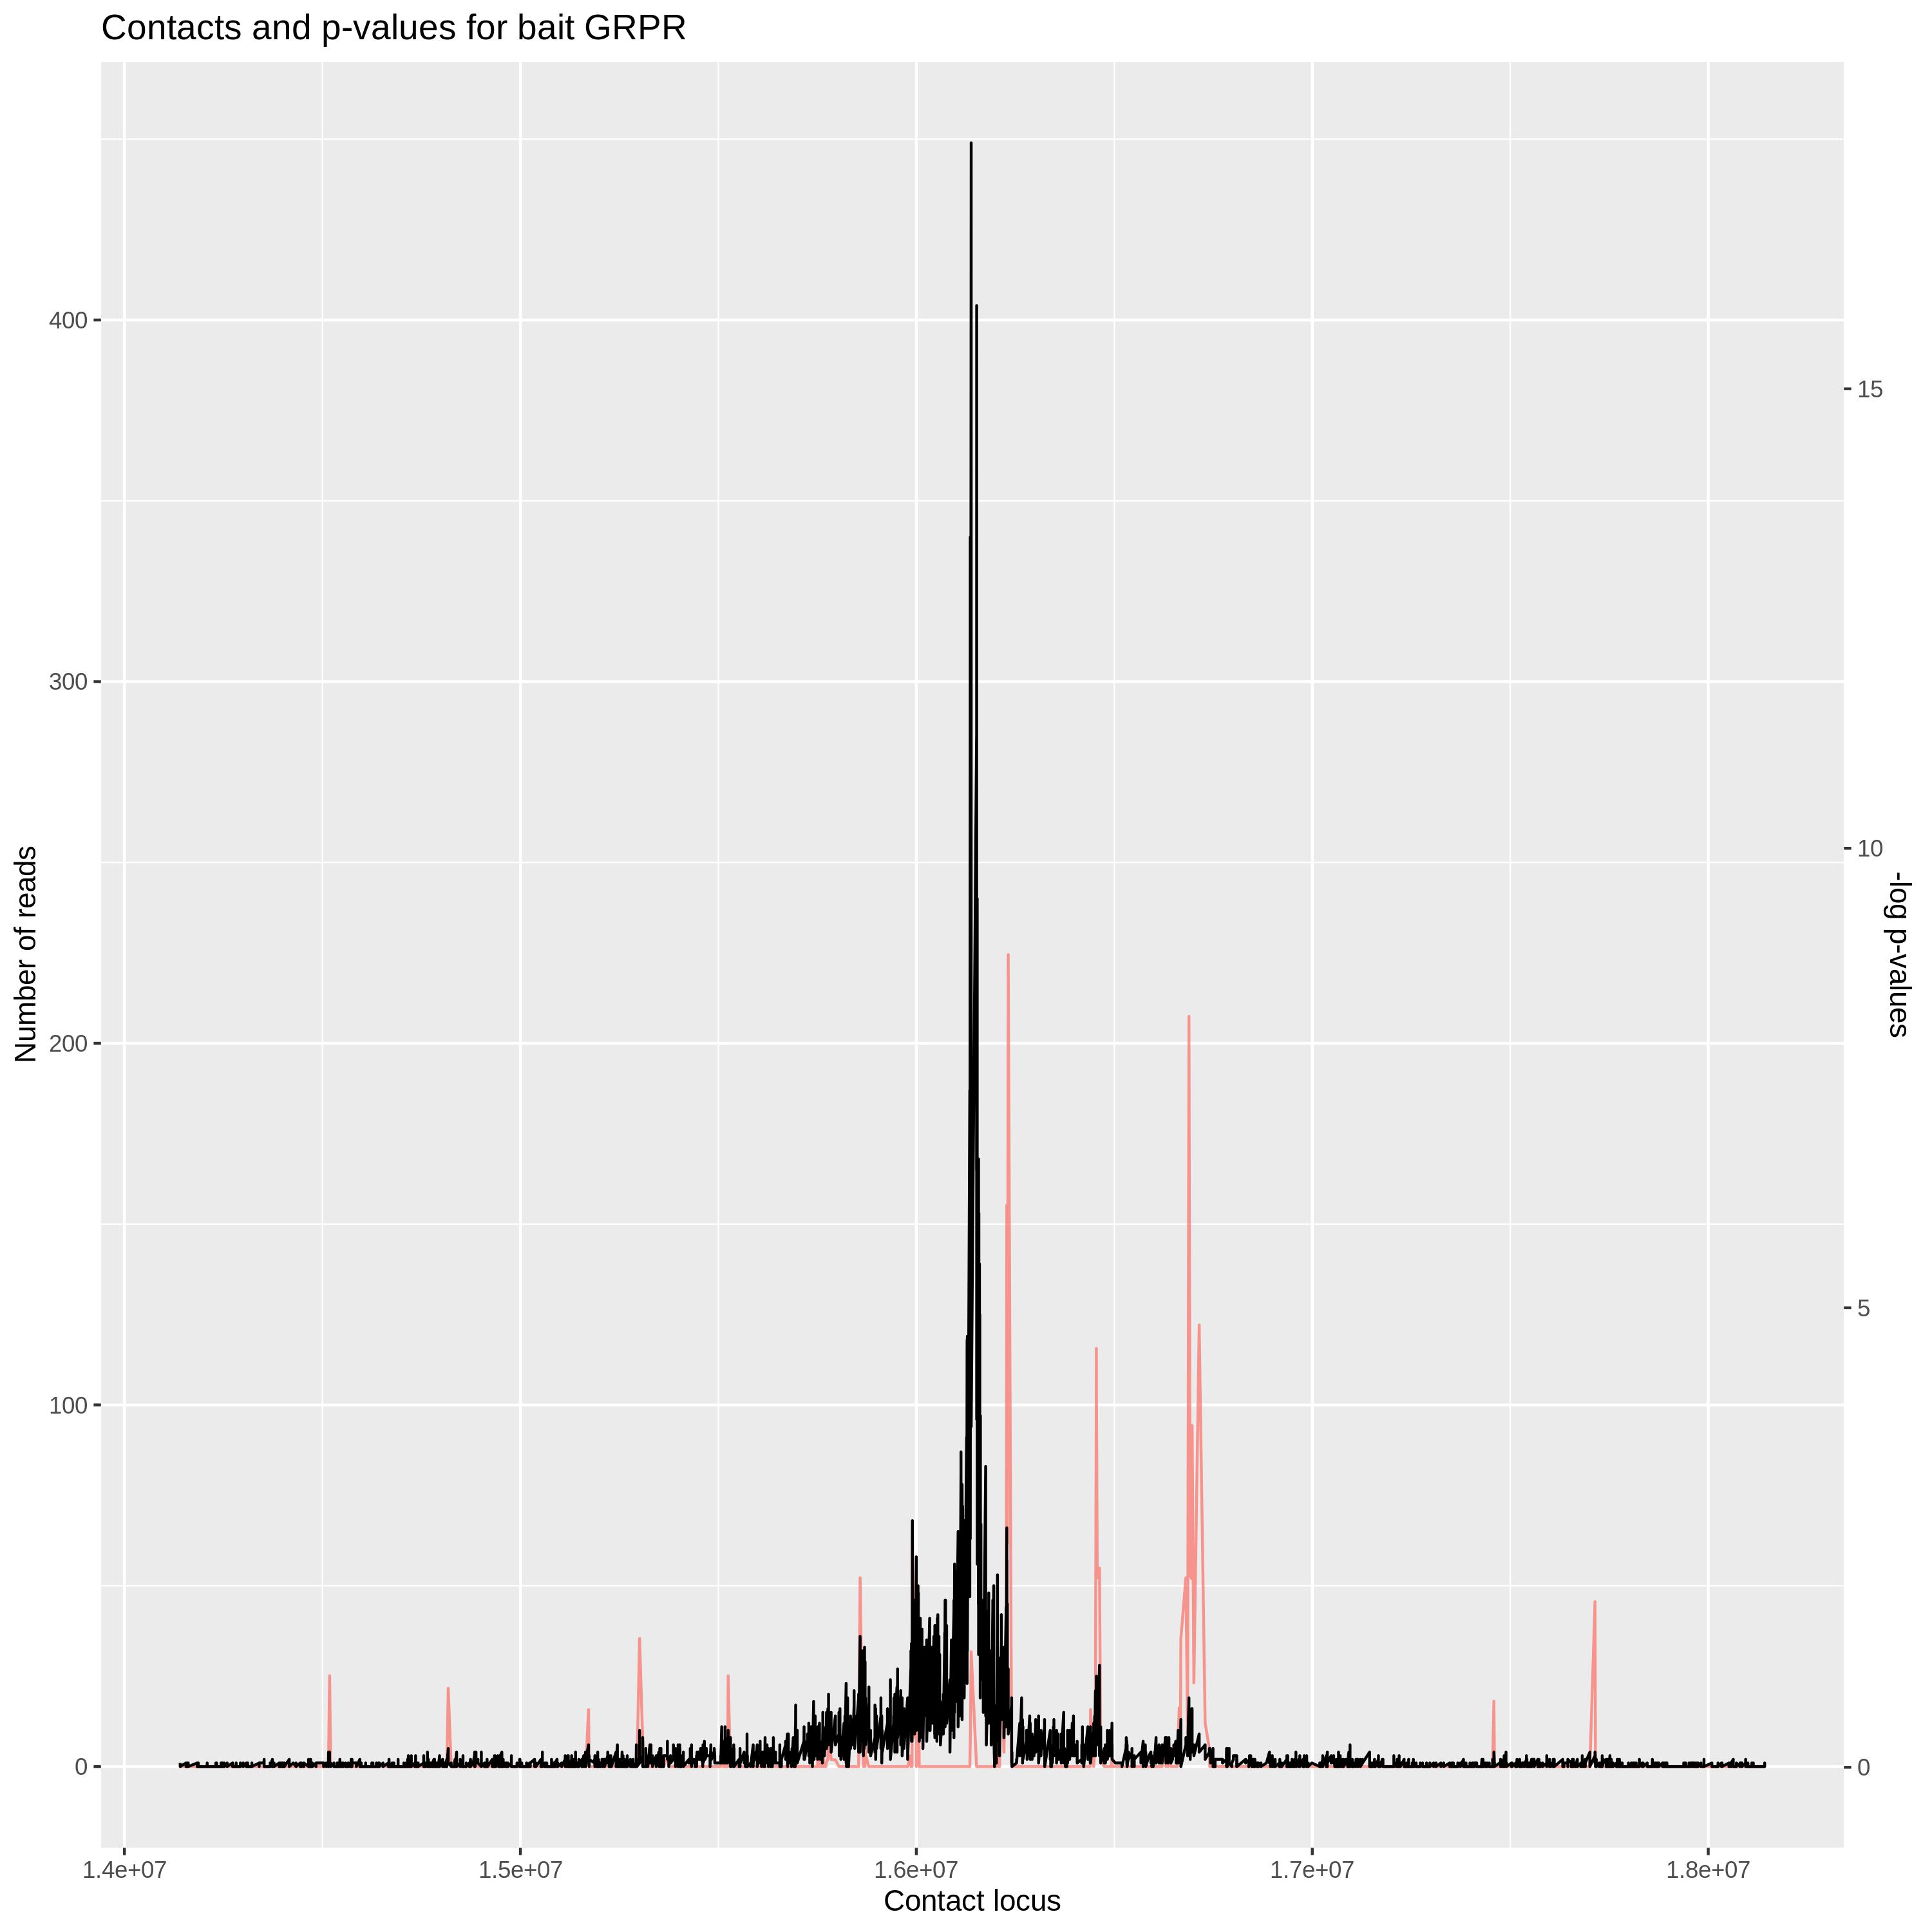 Contacts and p-values for bait GRPR
Number of reads
400
300
200
100
0
15
10
5
0
-log p-values
1.4e+07
1.5e+07
1.6e+07
1.7e+07
1.8e+07
Contact locus